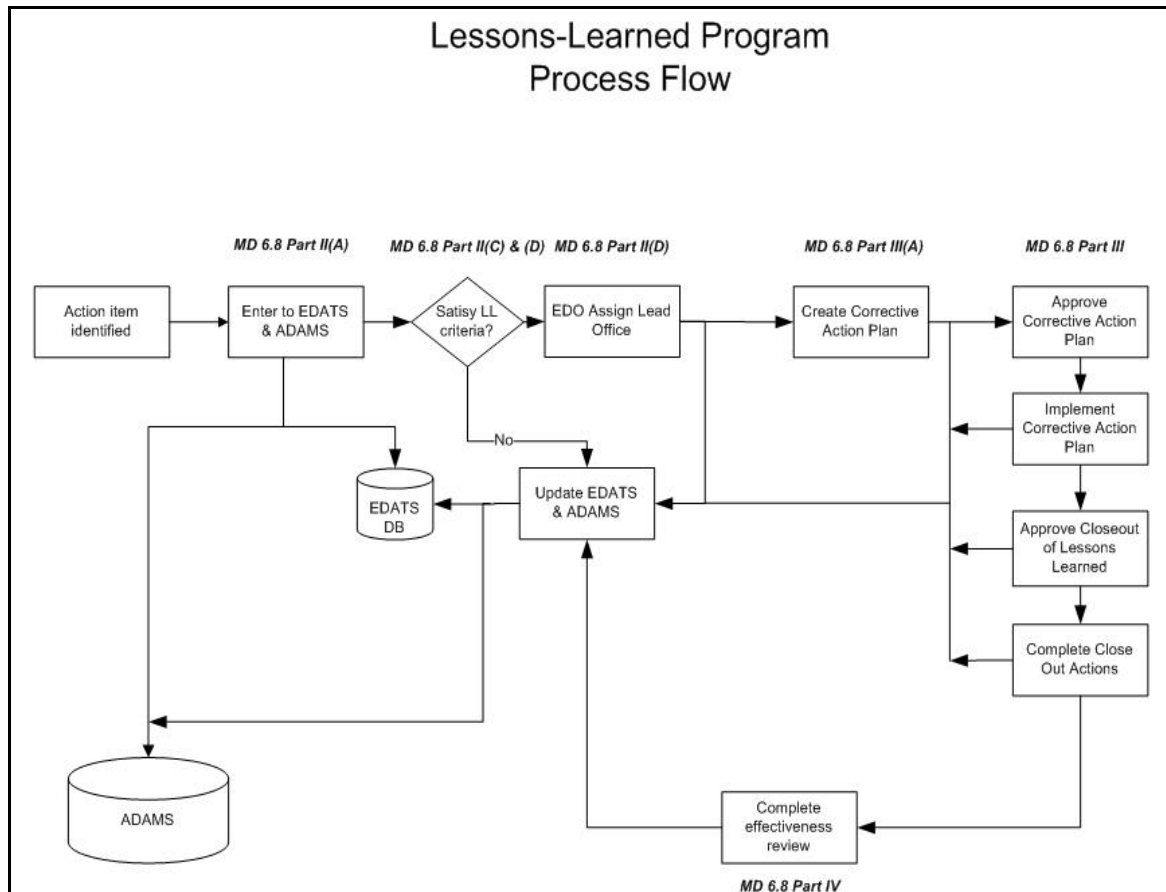 Lessons-Learned Program
Process Flow
MD 6.8 Part II(A)
MD 6.8 Part II(C) & (D)
MD 6.8 Part II(D)
MD 6.8 Part III(A)
MD 6.8 Part III
Action item
identified
Enter to EDATS
& ADAMS
Satisy LL
criteria?
EDO Assign Lead
Office
Create Corrective
Action Plan
Approve
Corrective Action
Plan
Implement
Corrective Action
Plan
No
EDATS
DB
Update EDATS
& ADAMS
Approve Closeout
of Lessons
Learned
Complete Close
Out Actions
ADAMS
Complete
effectiveness
review
MD 6.8 Part IV